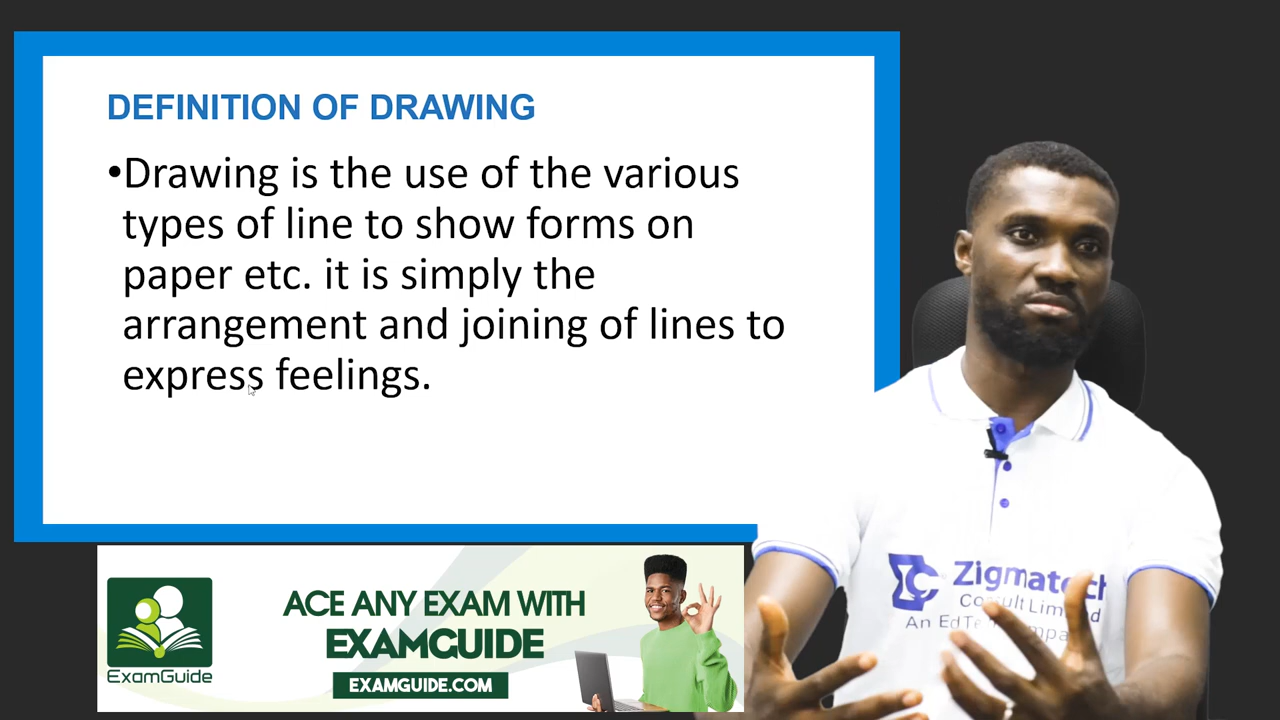 DEFINITION OF DRAWING
•Drawing is the use of the various
types of line to show forms on
paper etc. it is simply the
arrangement and joining of lines to
express feelings.
ExamGuide
ACE ANY EXAM WITH
EXAMGUIDE
EXAMGUIDE.COM
Zigmatech
Limited
An